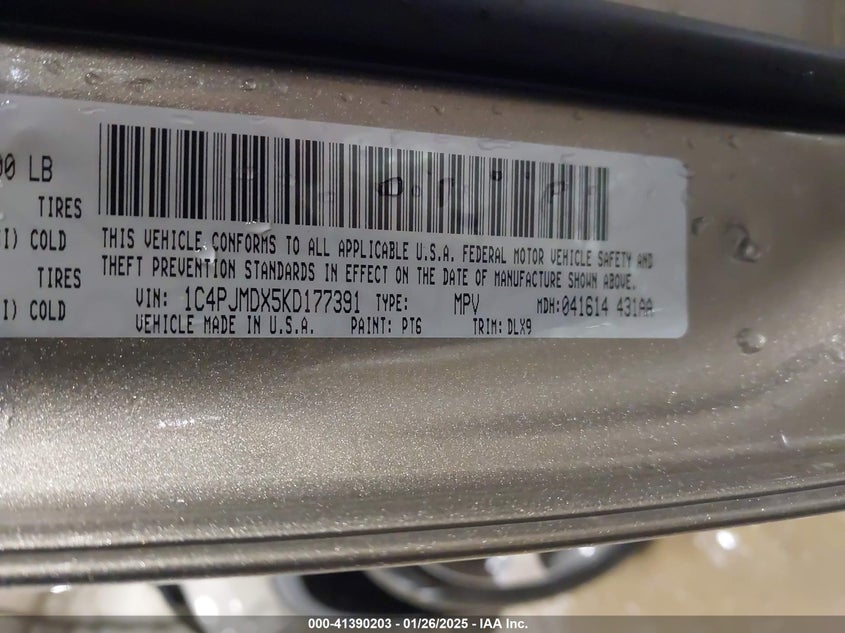 00 LB
TIRES
I) COLD
TIRES
I) COLD
THIS VEHICLE CONFORMS TO ALL APPLICABLE U.S.A. FEDERAL MOTOR VEHICLE SAFETY AND
THEFT PREVENTION STANDARDS IN EFFECT ON THE DATE OF MANUFACTURE SHOWN ABOVE.
VIN: 1C4PJMDX5KD177391 TYPE: MPV MDH:041614 431AA
VEHICLE MADE IN U.S.A. PAINT: PT6 TRIM: DLX9
000-41390203 - 01/26/2025 - IAA Inc.